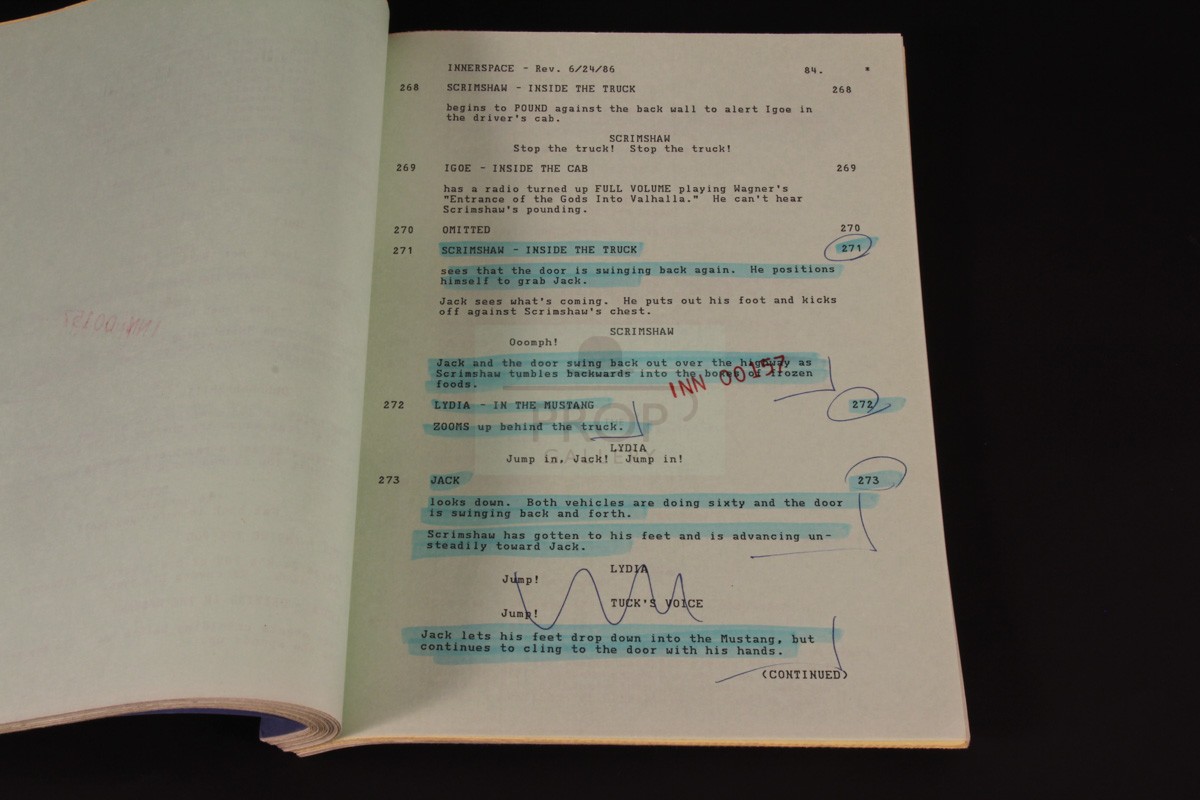 INNERSPACE - Rev. 6/24/86 84. *
268 SCRIMSHAW - INSIDE THE TRUCK 268
begins to POUND against the back wall to alert Igoe in
the driver's cab.
SCRIMSHAW
Stop the truck! Stop the truck!
269 IGOE - INSIDE THE CAB 269
has a radio turned up FULL VOLUME playing Wagner's
"Entrance of the Gods Into Valhalla." He can't hear
Scrimshaw's pounding.
270 OMITTED 270
271 SCRIMSHAW - INSIDE THE TRUCK 271
sees that the door is swinging back again. He positions
himself to grab Jack.
Jack sees what's coming. He puts out his foot and kicks
off against Scrimshaw's chest.
SCRIMSHAW
Ooomph!
Jack and the door swing back out over the highway as
Scrimshaw tumbles backwards into the boxes of frozen
foods.
INN 00157
272 LYDIA - IN THE MUSTANG 272
ZOOMS up behind the truck.
PROP
GALLERY
LYDIA
Jump in, Jack! Jump in!
273 JACK 273
looks down. Both vehicles are doing sixty and the door
is swinging back and forth.
Scrimshaw has gotten to his feet and is advancing un-
steadily toward Jack.
LYDIA
Jump!
TUCK'S VOICE
Jump!
Jack lets his feet drop down into the Mustang, but
continues to cling to the door with his hands.
(CONTINUED)